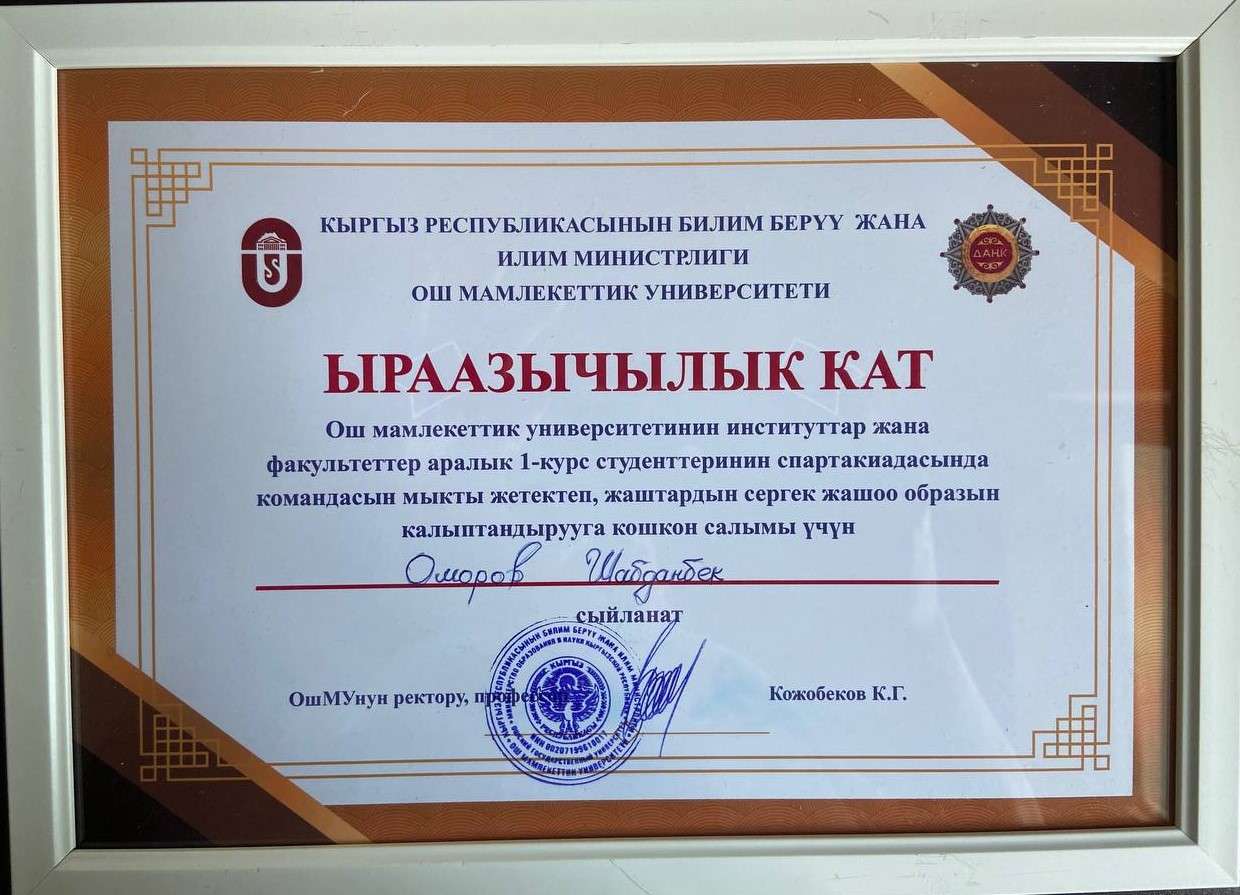 КЫРГЫЗ РЕСПУБЛИКАСЫНЫН БИЛИМ БЕРҮҮ ЖАНА
ИЛИМ МИНИСТРЛИГИ
ОШ МАМЛЕКЕТТИК УНИВЕРСИТЕТИ
ДАНК
ЫРААЗЫЧЫЛЫК КАТ
Ош мамлекеттик университетинин институттар жана
факультеттер аралык 1-курс студенттеринин спартакиадасында
командасын мыкты жетектеп, жаштардын сергек жашоо образын
калыптандырууга кошкон салымы үчүн
Оморов Шабданбек
сыйланат
ОшМУнун ректору, профессор
Кожобеков К.Г.